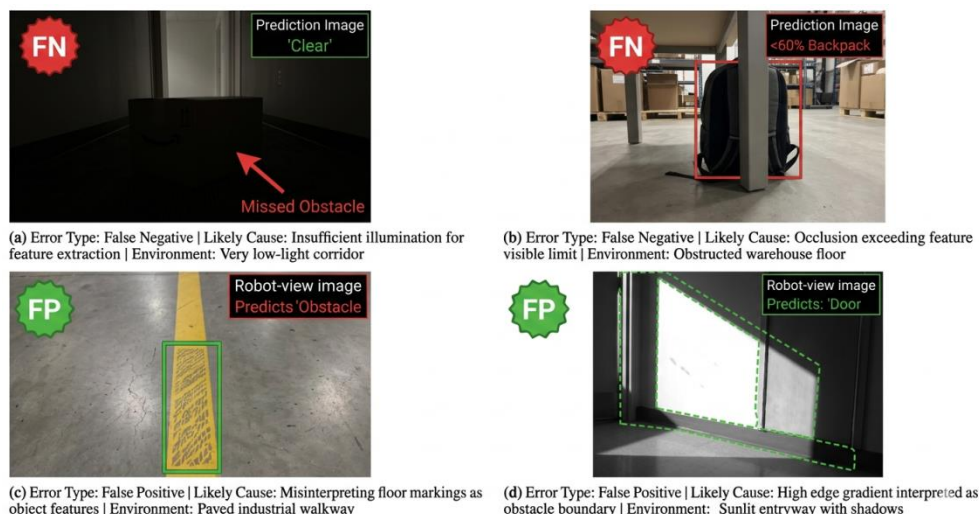 FN
Prediction Image
'Clear'
Missed Obstacle
FN
Prediction Image
<60% Backpack
(a) Error Type: False Negative | Likely Cause: Insufficient illumination for
feature extraction | Environment: Very low-light corridor
(b) Error Type: False Negative | Likely Cause: Occlusion exceeding feature
visible limit | Environment: Obstructed warehouse floor
FP
Robot-view image
Predicts 'Obstacle
FP
Robot-view image
Predicts: 'Door
(c) Error Type: False Positive | Likely Cause: Misinterpreting floor markings as
object features | Environment: Paved industrial walkway
(d) Error Type: False Positive | Likely Cause: High edge gradient interpreted as
obstacle boundary | Environment: Sunlit entryway with shadows